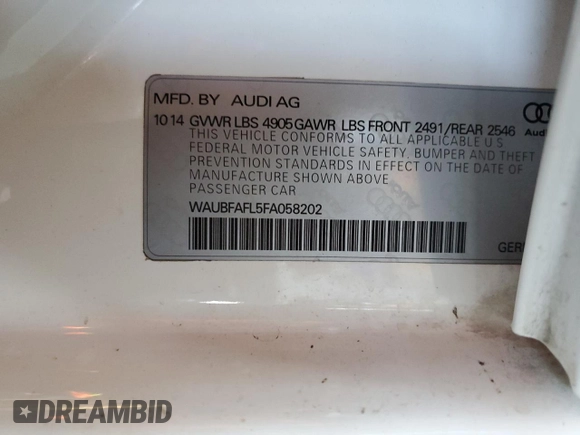 MFD. BY AUDI AG
10 14 GVWR LBS 4905 GAWR LBS FRONT 2491/REAR 2546
THIS VEHICLE CONFORMS TO ALL APPLICABLE U S
FEDERAL MOTOR VEHICLE SAFETY, BUMPER AND THEFT
PREVENTION STANDARDS IN EFFECT ON THE DATE OF
MANUFACTURE SHOWN ABOVE
PASSENGER CAR
WAUBFAFL5FA058202
Audi
GER
DREAMBID